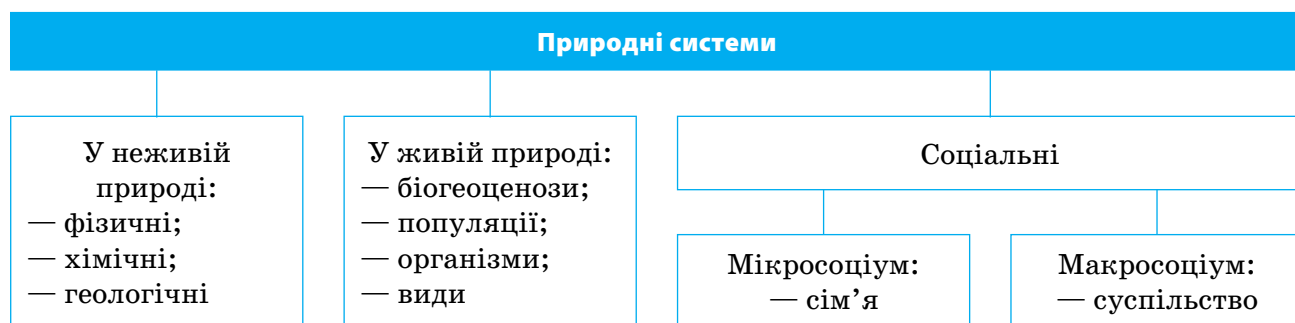 Природні системи
У неживій
природі:
— фізичні;
— хімічні;
— геологічні
У живій природі:
— біогеоценози;
— популяції;
— організми;
— види
Соціальні
Мікросоціум:
— сім’я
Макросоціум:
— суспільство